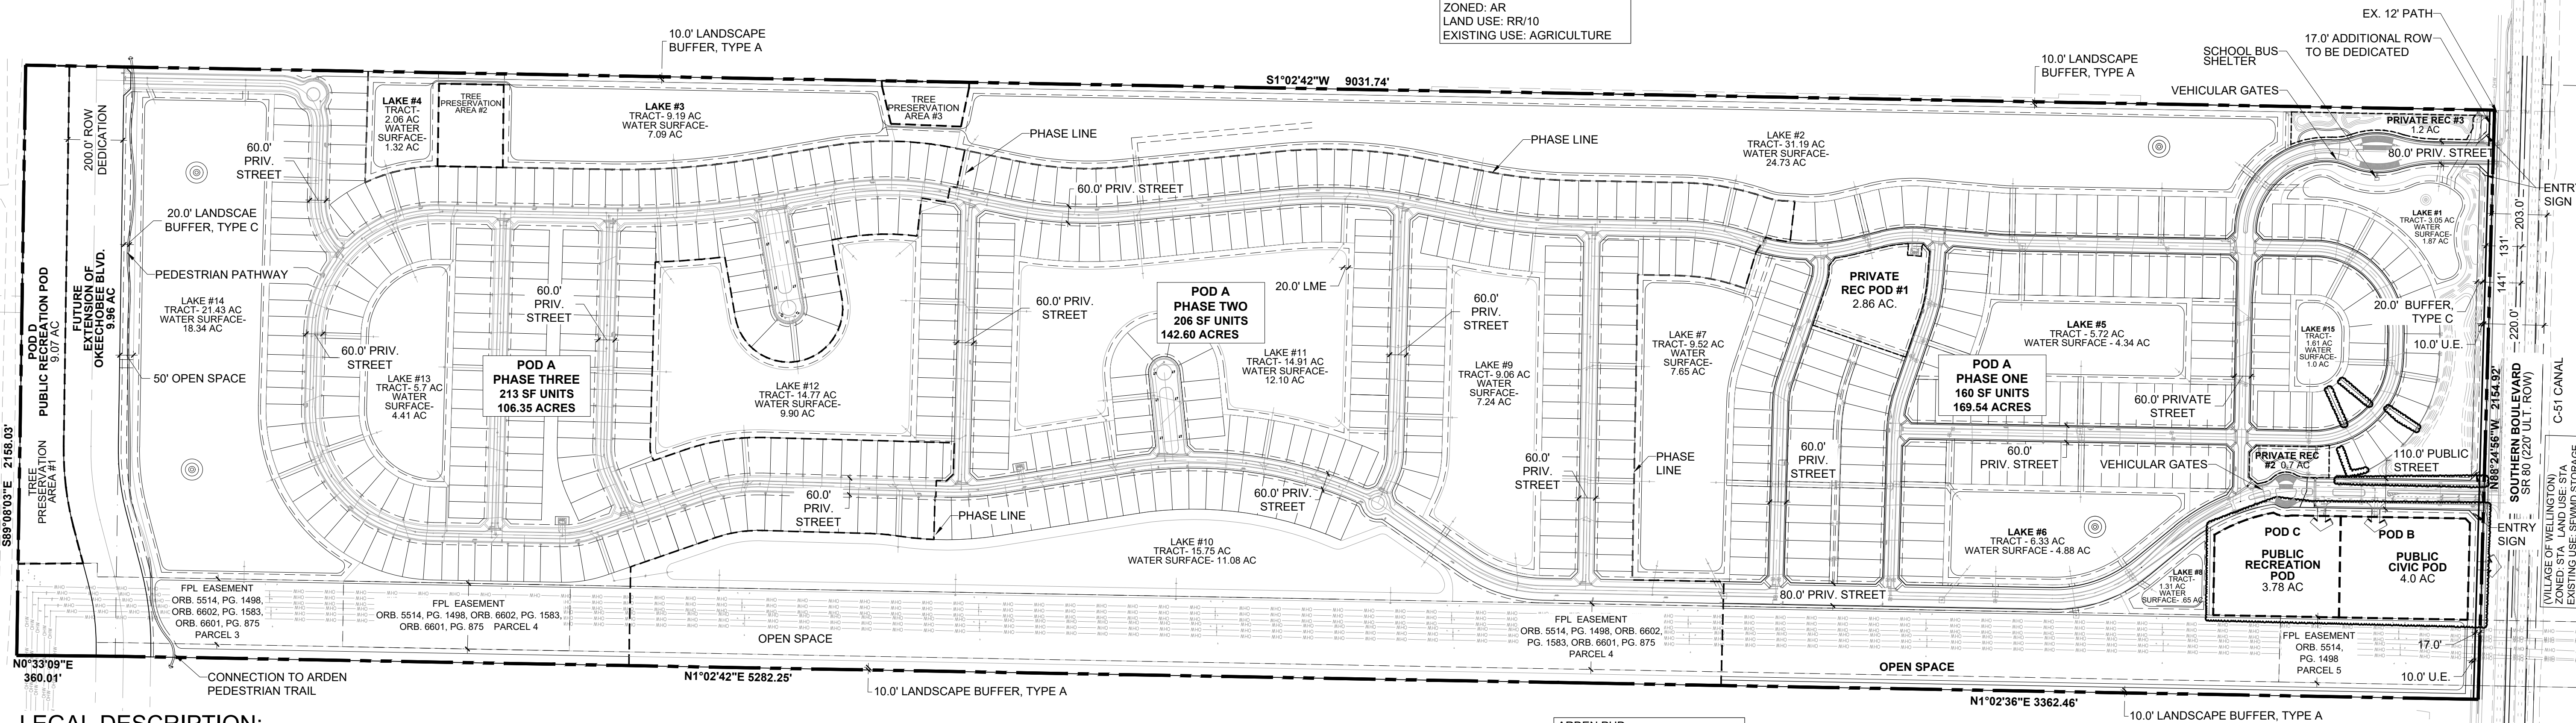 ZONED: AR
LAND USE: RR/10
EXISTING USE: AGRICULTURE
EX. 12' PATH
17.0' ADDITIONAL ROW
TO BE DEDICATED
SCHOOL BUS
SHELTER
VEHICULAR GATES
10.0' LANDSCAPE
BUFFER, TYPE A
10.0' LANDSCAPE
BUFFER, TYPE A
S1°02'42"W 9031.74'
200.0' ROW
DEDICATION
60.0'
PRIV.
STREET
LAKE #4
TRACT-
2.06 AC
WATER
SURFACE-
1.32 AC
TREE
PRESERVATION
AREA #2
LAKE #3
TRACT- 9.19 AC
WATER SURFACE-
7.09 AC
TREE
PRESERVATION
AREA #3
PHASE LINE
60.0' PRIV. STREET
PHASE LINE
LAKE #2
TRACT- 31.19 AC
WATER SURFACE-
24.73 AC
PRIVATE REC #3
1.2 AC
80.0' PRIV. STREET
ENTRY
SIGN
LAKE #1
TRACT- 3.05 AC
WATER
SURFACE-
1.87 AC
203.0'
131'
141'
220.0'
20.0' LANDSCAE
BUFFER, TYPE C
PEDESTRIAN PATHWAY
POD D
PUBLIC RECREATION POD
9.07 AC
FUTURE
EXTENSION OF
OKEECHOBEE BLVD.
9.96 AC
LAKE #14
TRACT- 21.43 AC
WATER SURFACE-
18.34 AC
50' OPEN SPACE
60.0' PRIV.
STREET
LAKE #13
TRACT- 5.7 AC
WATER
SURFACE-
4.41 AC
60.0'
PRIV.
STREET
POD A
PHASE THREE
213 SF UNITS
106.35 ACRES
LAKE #12
TRACT- 14.77 AC
WATER SURFACE-
9.90 AC
60.0' PRIV.
STREET
POD A
PHASE TWO
206 SF UNITS
142.60 ACRES
20.0' LME
LAKE #11
TRACT- 14.91 AC
WATER SURFACE-
12.10 AC
60.0'
PRIV.
STREET
LAKE #9
TRACT- 9.06 AC
WATER
SURFACE-
7.24 AC
LAKE #7
TRACT- 9.52 AC
WATER
SURFACE-
7.65 AC
PRIVATE
REC POD #1
2.86 AC.
LAKE #5
TRACT - 5.72 AC
WATER SURFACE - 4.34 AC
POD A
PHASE ONE
160 SF UNITS
169.54 ACRES
LAKE #15
TRACT-
1.61 AC
WATER
SURFACE-
1.0 AC
20.0' BUFFER,
TYPE C
10.0' U.E.
60.0' PRIVATE
STREET
N88°24'56"W 2154.92'
SOUTHERN BOULEVARD
SR 80 (220' ULT. ROW)
C-51 CANAL
(VILLAGE OF WELLINGTON)
ZONED: STA LAND USE: STA
EXISTING USE: SFWMD STORAGE
S89°08'03"E 2158.03'
TREE
PRESERVATION
AREA #1
60.0'
PRIV.
STREET
PHASE LINE
60.0' PRIV.
STREET
60.0'
PRIV.
STREET
PHASE
LINE
60.0'
PRIV.
STREET
60.0'
PRIV. STREET
VEHICULAR GATES
PRIVATE REC
#2 0.7 AC
110.0' PUBLIC
STREET
ENTRY
SIGN
LAKE #10
TRACT- 15.75 AC
WATER SURFACE- 11.08 AC
LAKE #6
TRACT - 6.33 AC
WATER SURFACE - 4.88 AC
LAKE #8
TRACT-
1.31 AC
WATER
SURFACE- .65 AC
POD C
PUBLIC
RECREATION
POD
3.78 AC
POD B
PUBLIC
CIVIC POD
4.0 AC
80.0' PRIV. STREET
FPL EASEMENT
ORB. 5514, PG. 1498,
ORB. 6602, PG. 1583,
ORB. 6601, PG. 875
PARCEL 3
FPL EASEMENT
ORB. 5514, PG. 1498, ORB. 6602, PG. 1583,
ORB. 6601, PG. 875 PARCEL 4
OPEN SPACE
FPL EASEMENT
ORB. 5514, PG. 1498, ORB. 6602,
PG. 1583, ORB. 6601, PG. 875
PARCEL 4
OPEN SPACE
FPL EASEMENT
ORB. 5514,
PG. 1498
PARCEL 5
17.0'
10.0' U.E.
N0°33'09"E
360.01'
CONNECTION TO ARDEN
PEDESTRIAN TRAIL
N1°02'42"E 5282.25'
10.0' LANDSCAPE BUFFER, TYPE A
N1°02'36"E 3362.46'
10.0' LANDSCAPE BUFFER, TYPE A
LEGAL DESCRIPTION:
ARDEN PUD